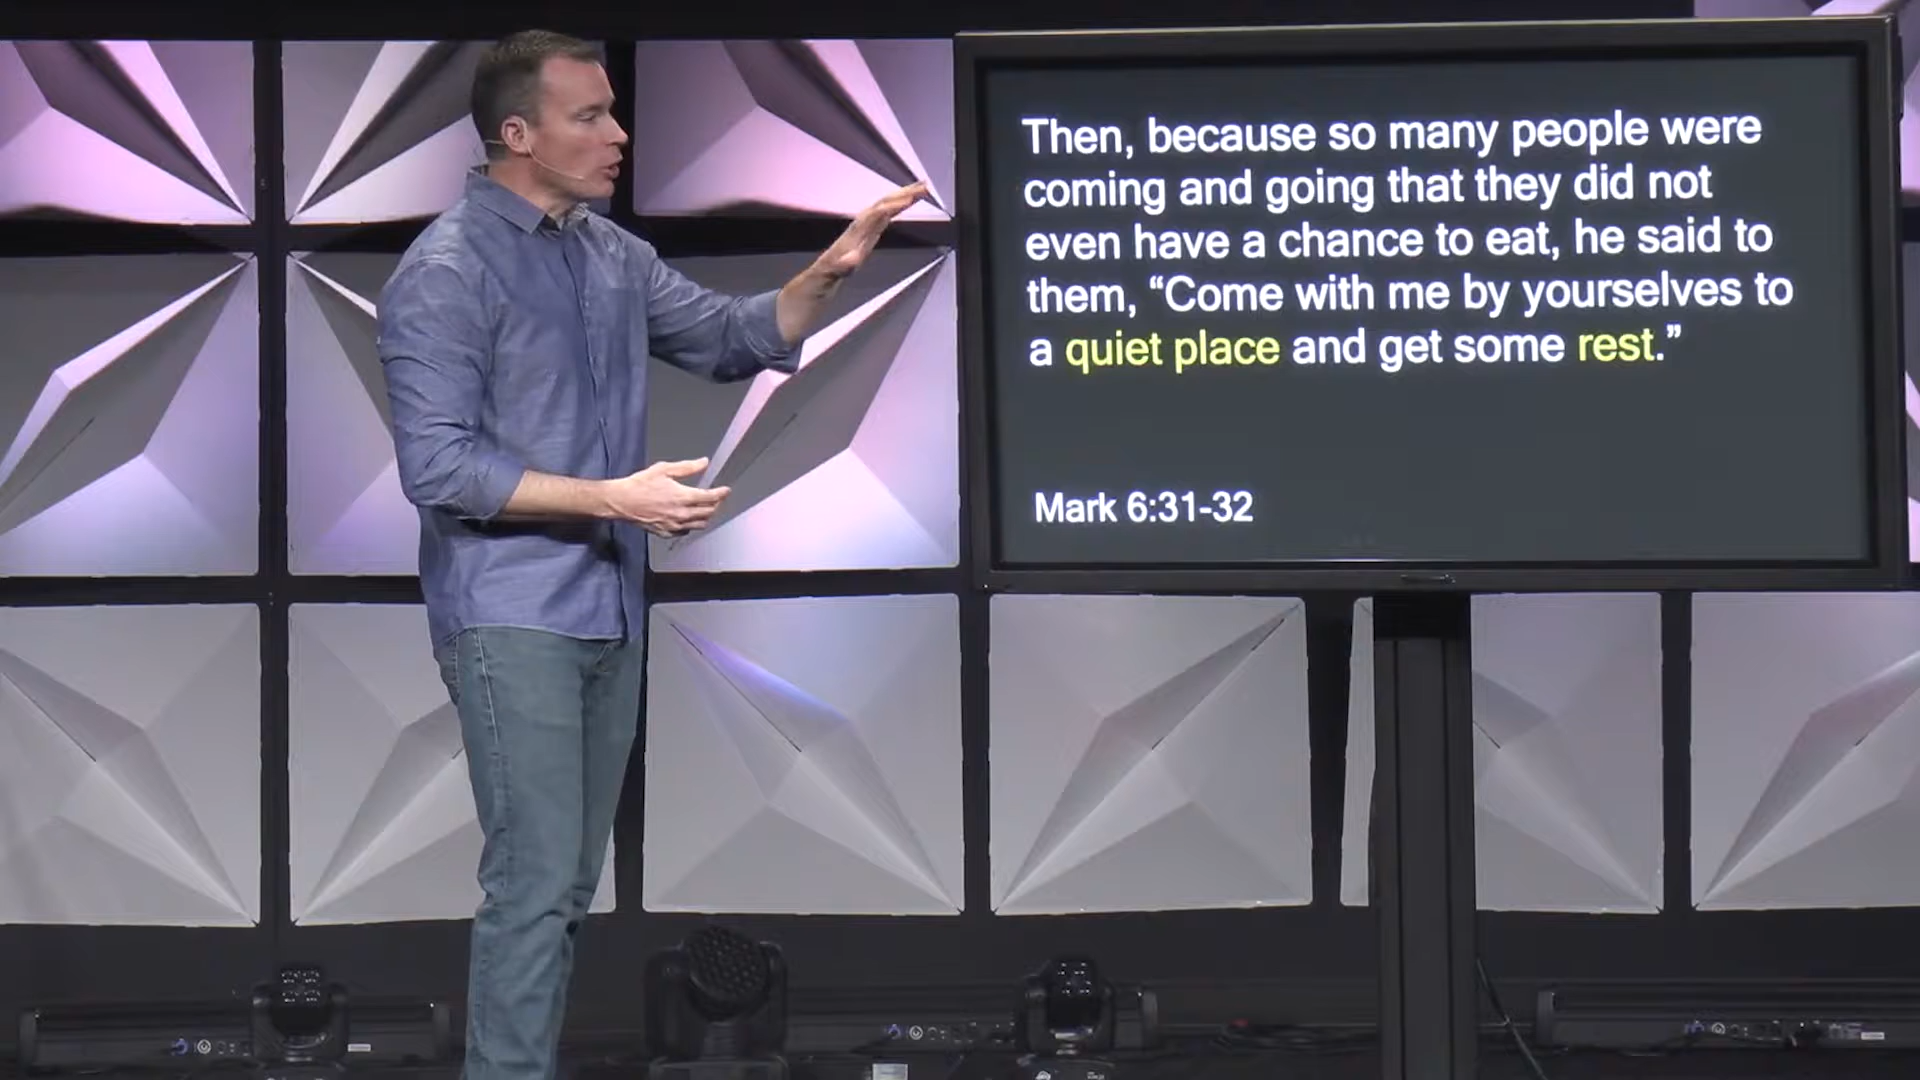 Then, because so many people were
coming and going that they did not
even have a chance to eat, he said to
them, “Come with me by yourselves to
a quiet place and get some rest.”
Mark 6:31-32